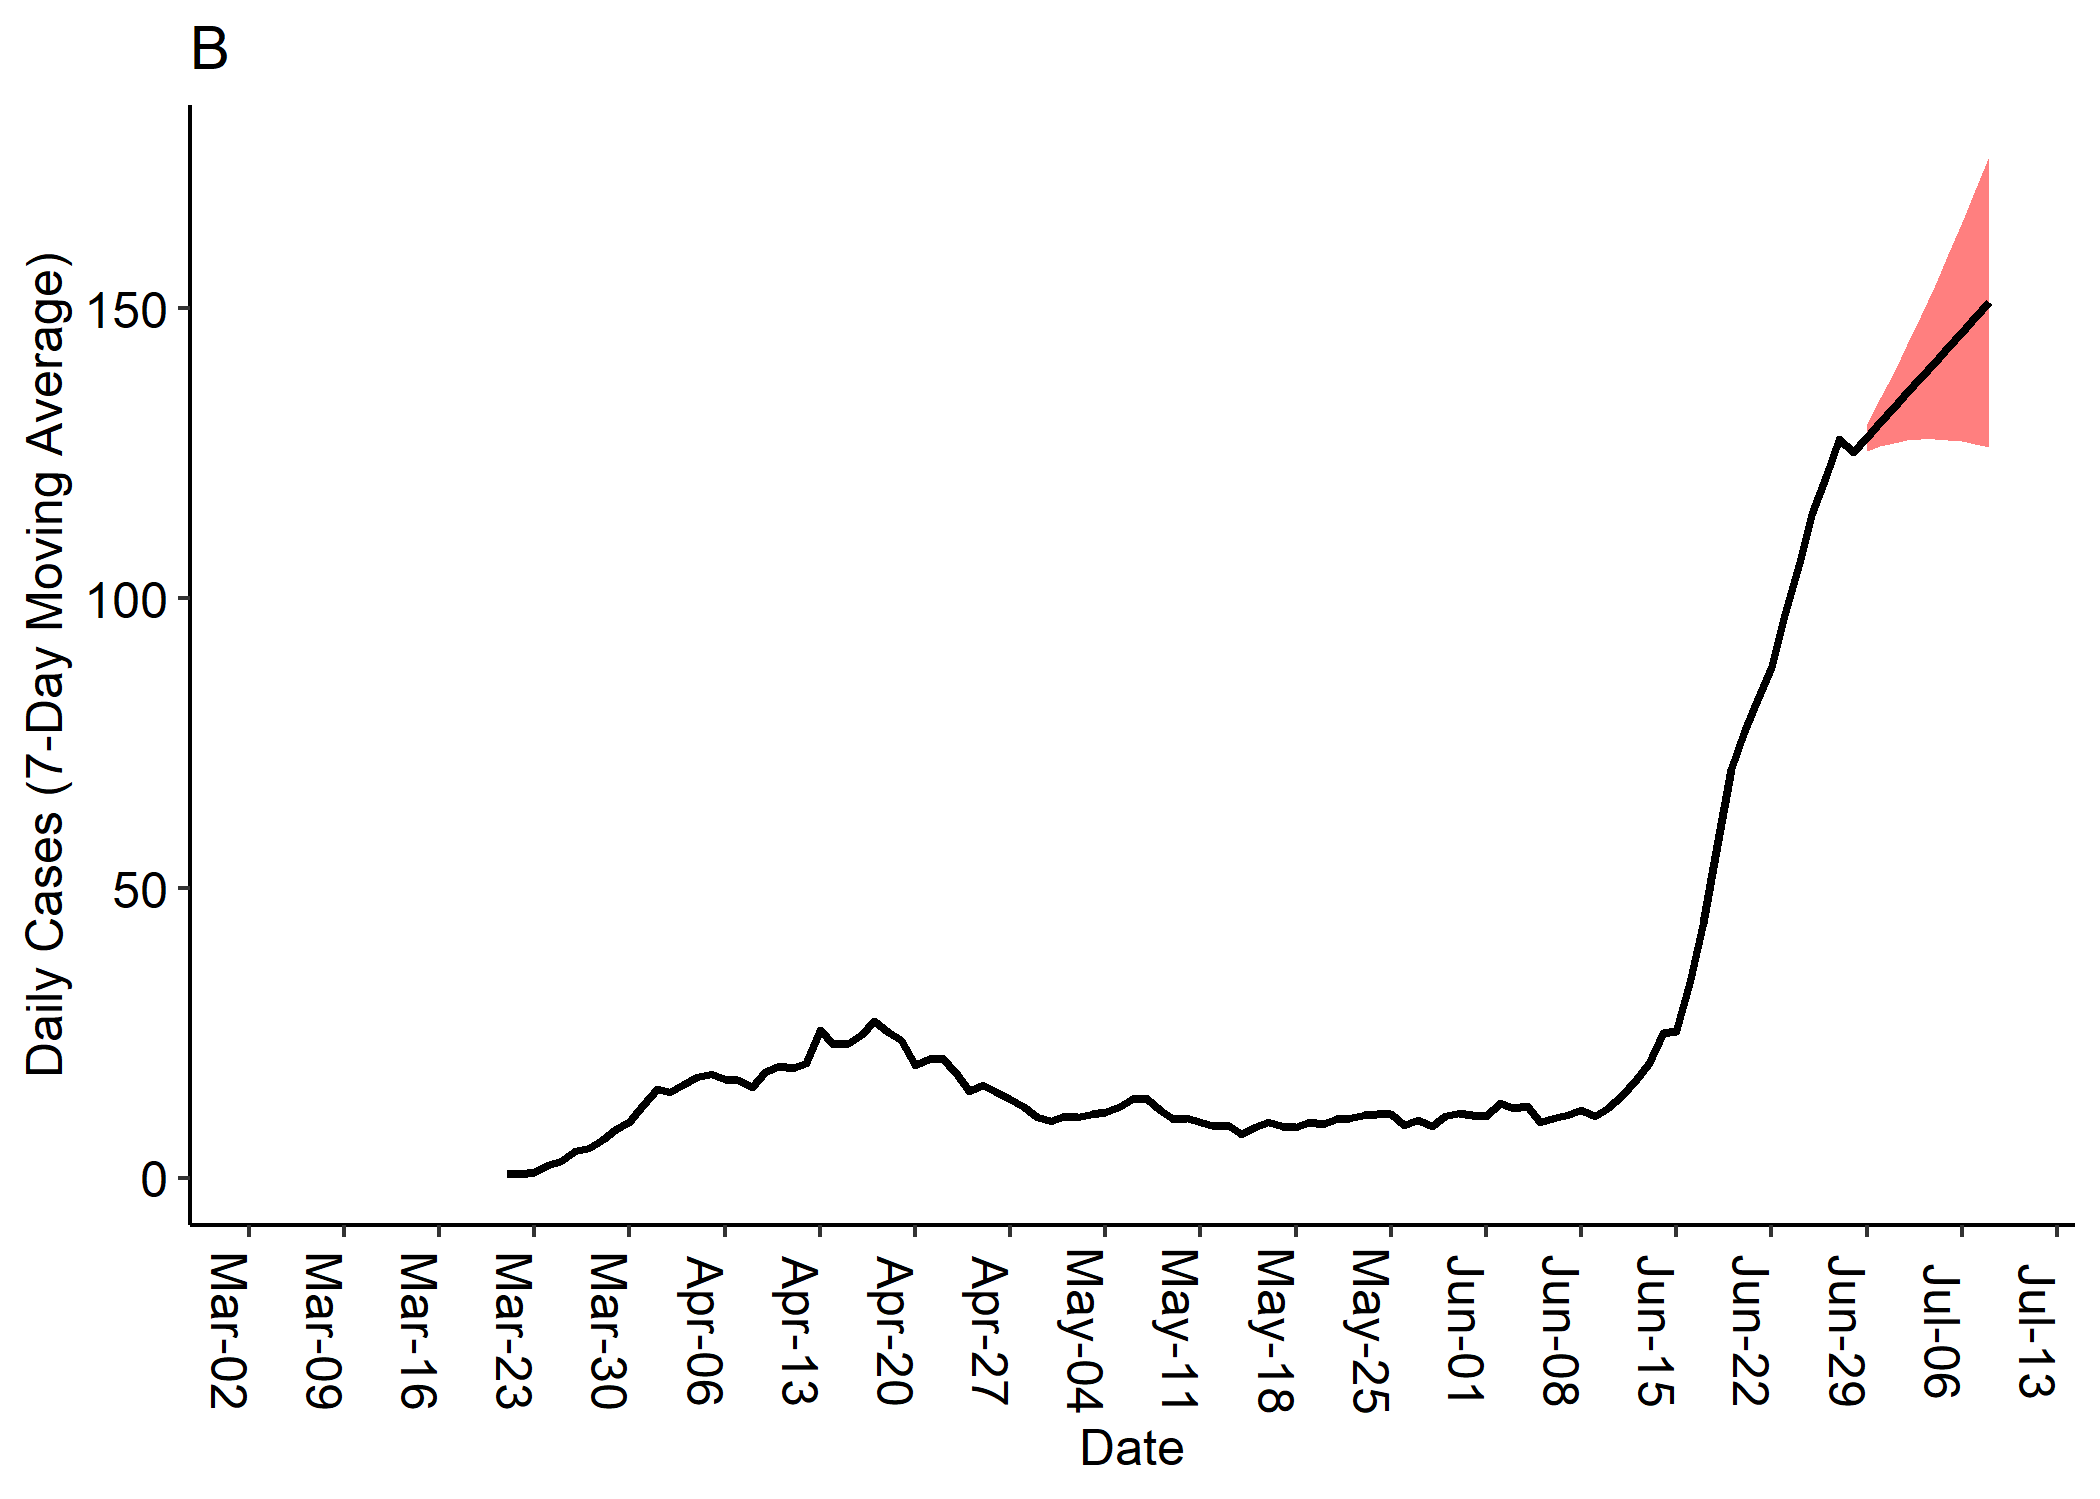 B
Daily Cases (7-Day Moving Average)
150
100
50
0
Mar-02
Mar-09
Mar-16
Mar-23
Mar-30
Apr-06
Apr-13
Apr-20
Apr-27
May-04
May-11
May-18
May-25
Jun-01
Jun-08
Jun-15
Jun-22
Jun-29
Jul-06
Jul-13
Date